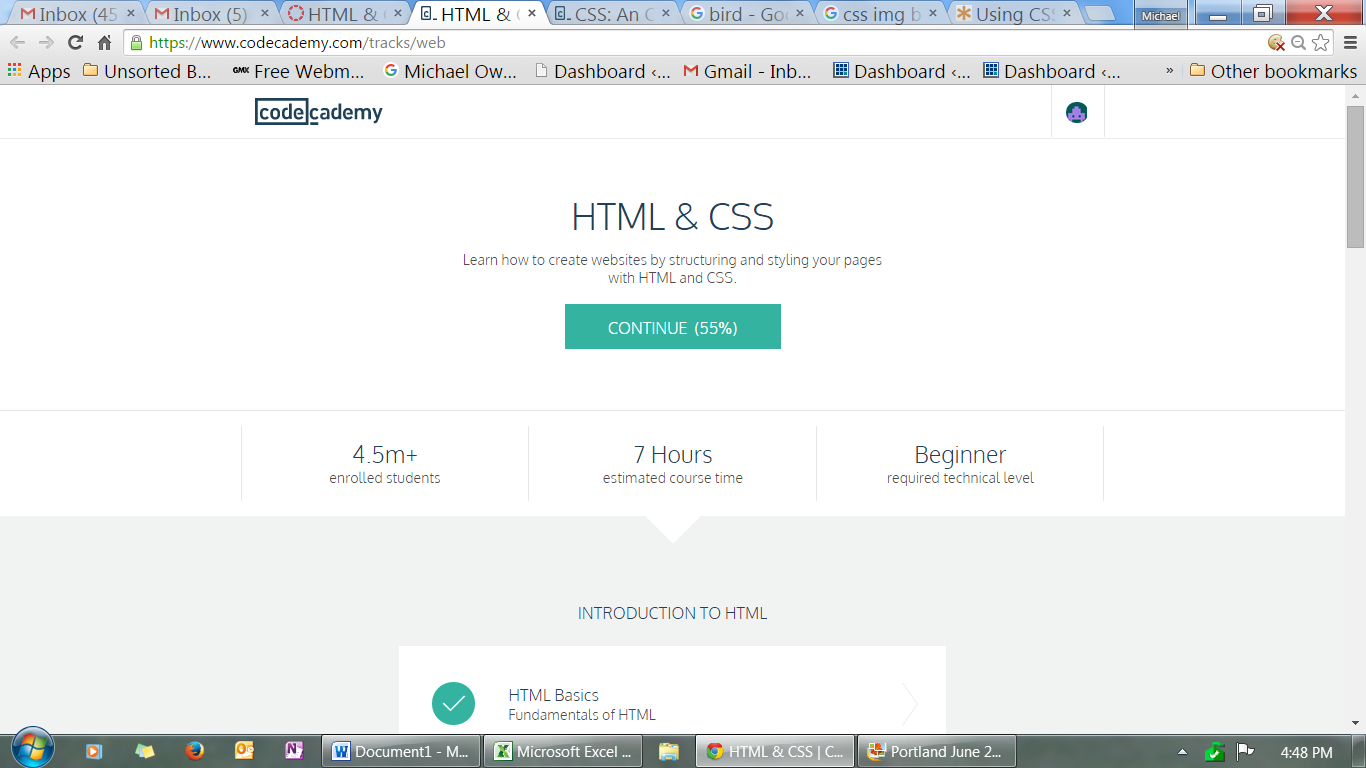 Inbox (45
Inbox (5)
HTML & 
HTML & 
CSS: An C
bird - Goo
css img b
Using CSS
Michael
https://www.codecademy.com/tracks/web
Apps
Unsorted B...
GMX
Free Webm...
Michael Ow...
Dashboard ‹...
Gmail - Inb...
Dashboard ‹...
Dashboard ‹...
»
Other bookmarks
codecademy
HTML & CSS
Learn how to create websites by structuring and styling your pages
with HTML and CSS.
CONTINUE (55%)
4.5m+
enrolled students
7 Hours
estimated course time
Beginner
required technical level
INTRODUCTION TO HTML
HTML Basics
Fundamentals of HTML
Document1 - M...
Microsoft Excel ...
HTML & CSS | C...
Portland June 2...
4:48 PM